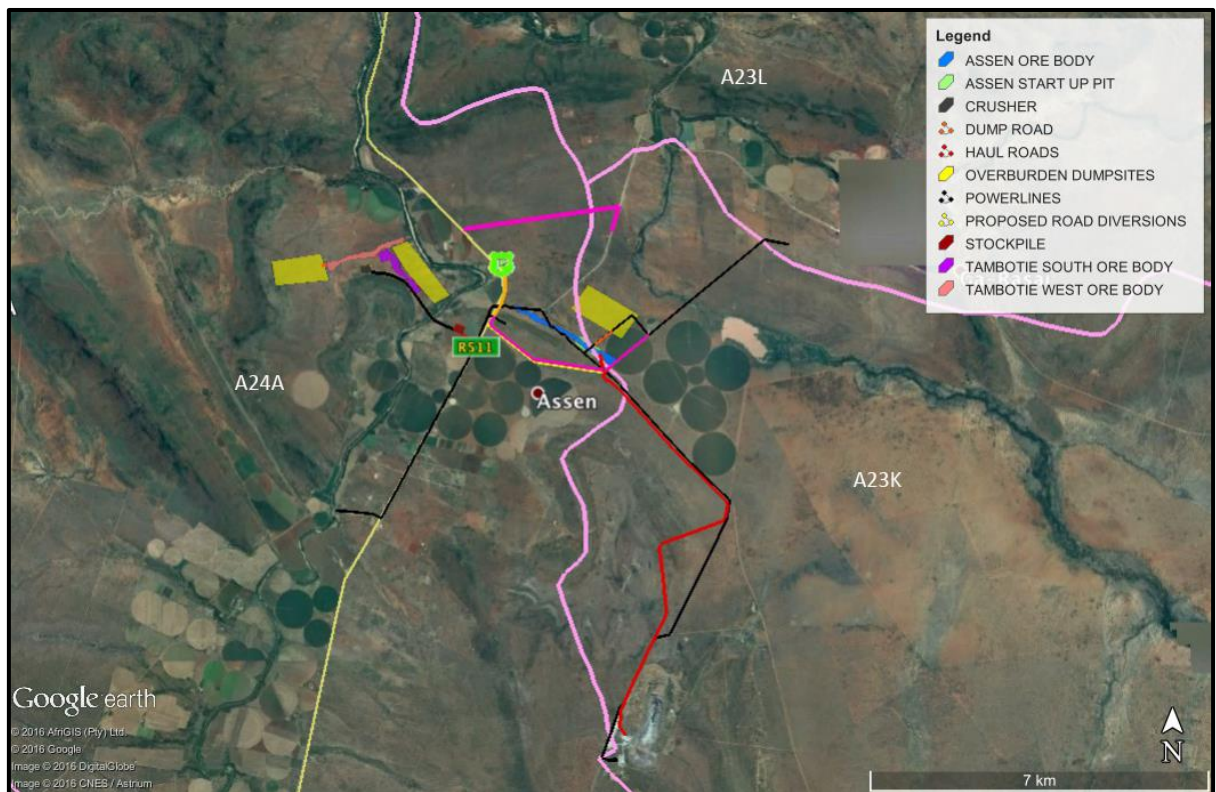 A23L
Legend
ASSEN ORE BODY
ASSEN START UP PIT
CRUSHER
DUMP ROAD
HAUL ROADS
OVERBURDEN DUMPSITES
POWERLINES
PROPOSED ROAD DIVERSIONS
STOCKPILE
TAMBOTIE SOUTH ORE BODY
TAMBOTIE WEST ORE BODY
R511
A24A
Assen
A23K
Google earth
© 2016 AfriGIS (Pty) Ltd.
© 2016 Google
Image © 2016 DigitalGlobe
Image © 2016 CNES / Astrium
N
7 km